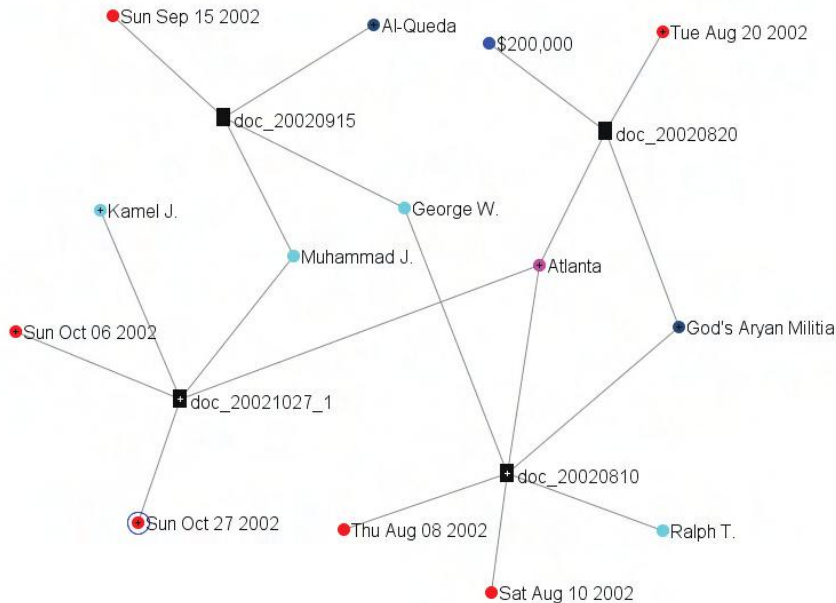 Sun Sep 15 2002
Al-Queda
$200,000
Tue Aug 20 2002
doc_20020915
doc_20020820
Kamel J.
George W.
Muhammad J.
Atlanta
Sun Oct 06 2002
God's Aryan Militia
doc_20021027_1
doc_20020810
Sun Oct 27 2002
Thu Aug 08 2002
Ralph T.
Sat Aug 10 2002